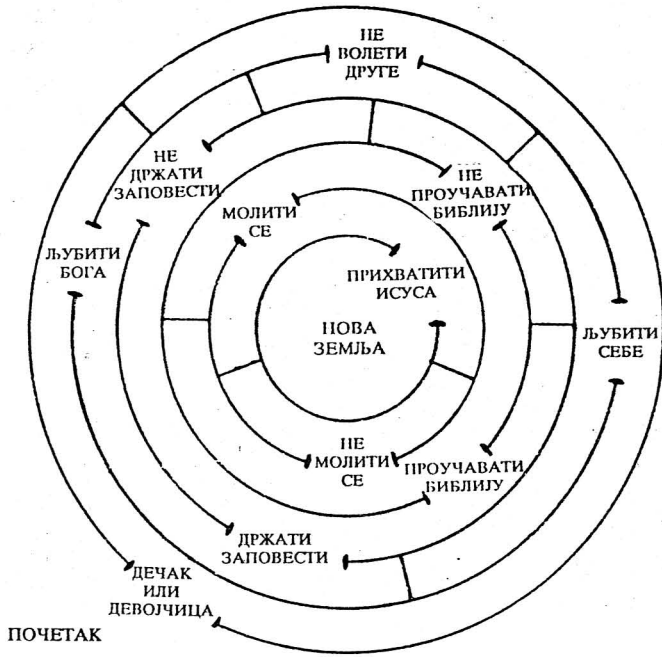 НЕ
ВОЛЕТИ
ДРУГЕ
НЕ
ДРЖАТИ
ЗАПОВЕСТИ
НЕ
ПРОУЧАВАТИ
БИБЛИЈУ
МОЛИТИ
СЕ
ЉУБИТИ
БОГА
ПРИХВАТИТИ
ИСУСА
НОВА
ЗЕМЉА
ЉУБИТИ
СЕБЕ
НЕ
МОЛИТИ
СЕ
ПРОУЧАВАТИ
БИБЛИЈУ
ДРЖАТИ
ЗАПОВЕСТИ
ДЕЧАК
ИЛИ
ДЕВОЈЧИЦА
ПОЧЕТАК